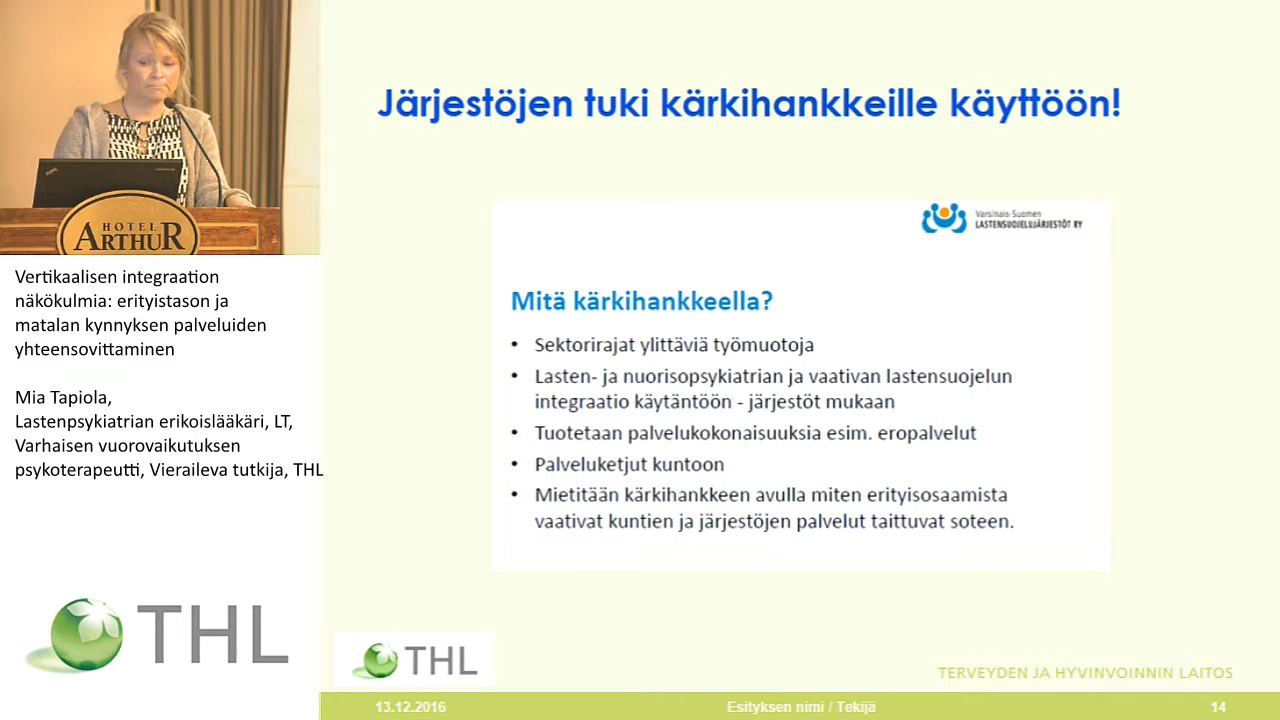 HOTEL
ARTHUR
Vertikaalisen integraation
näkökulmia: erityistason ja
matalan kynnyksen palveluiden
yhteensovittaminen
Mia Tapiola,
Lastenpsykiatrian erikoislääkäri, LT,
Varhaisen vuorovaikutuksen
psykoterapeutti, Vieraileva tutkija, THL
THL
Järjestöjen tuki kärkihankkeille käyttöön!
Varsinais-Suomen
LASTENSUOJELUJÄRJESTÖT RY
Mitä kärkihankkeella?
• Sektorirajat ylittäviä työmuotoja
• Lasten- ja nuorisopsykiatrian ja vaativan lastensuojelun
integraatio käytäntöön - järjestöt mukaan
• Tuotetaan palvelukokonaisuuksia esim. eropalvelut
• Palveluketjut kuntoon
• Mietitään kärkihankkeen avulla miten erityisosaamista
vaativat kuntien ja järjestöjen palvelut taittuvat soteen.
THL
TERVEYDEN JA HYVINVOINNIN LAITOS
13.12.2016 Esityksen nimi / Tekijä 14